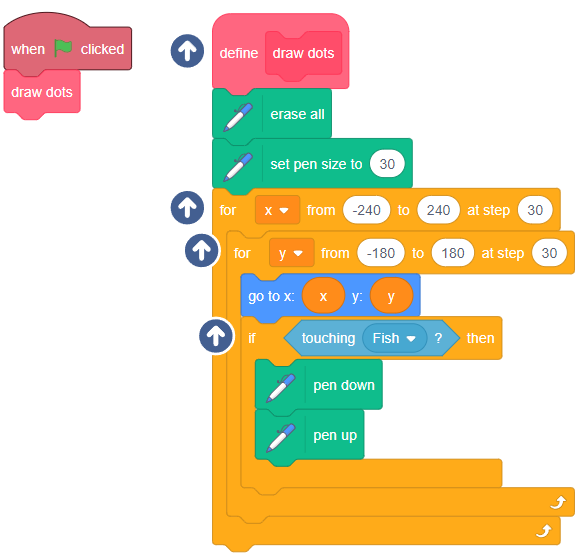 when clicked
draw dots
define draw dots
erase all
set pen size to 30
for x from -240 to 240 at step 30
for y from -180 to 180 at step 30
go to x: x y: y
if touching Fish ? then
pen down
pen up